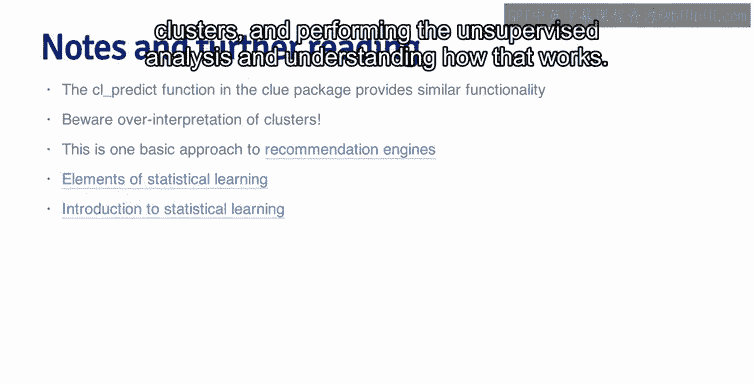 clusters, and performing the unsupervised
analysis and understanding how that works.
Notes and further reading
The cl_predict function in the clue package provides similar functionality
Beware over-interpretation of clusters!
This is one basic approach to recommendation engines
Elements of statistical learning
Introduction to statistical learning